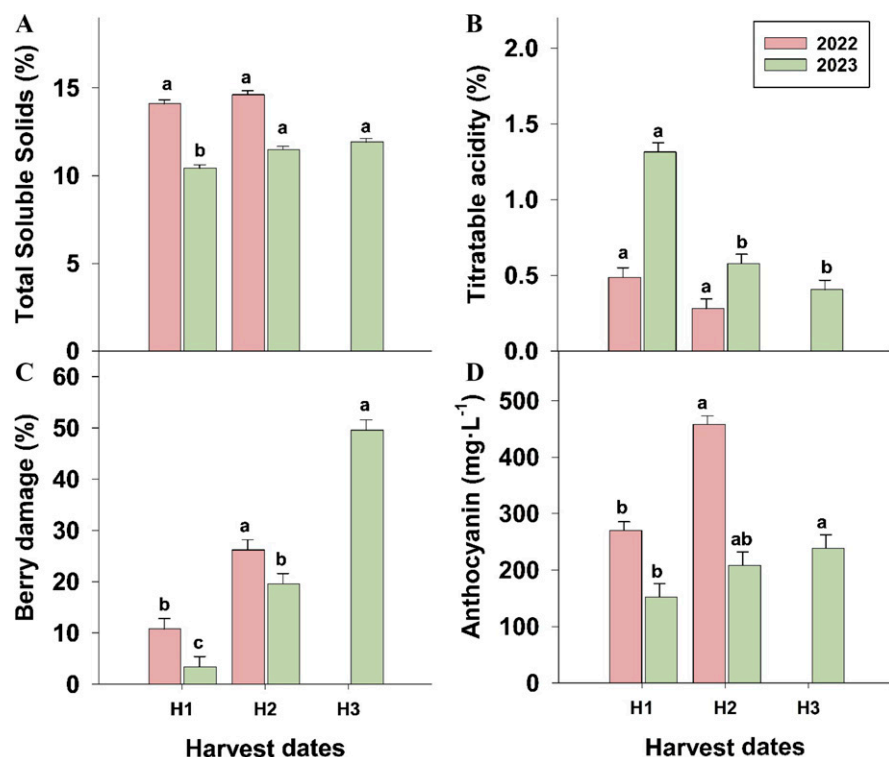 A
Total Soluble Solids (%)
15
10
5
0
a
b
a
a
a
B
2022
2023
Titratable acidity (%)
2.0
1.5
1.0
0.5
0.0
a
a
a
b
b
C
Berry damage (%)
60
50
40
30
20
10
0
b
c
a
b
a
H1
H2
H3
Harvest dates
D
Anthocyanin (mg·L⁻¹)
500
400
300
200
100
0
b
b
a
ab
a
H1
H2
H3
Harvest dates